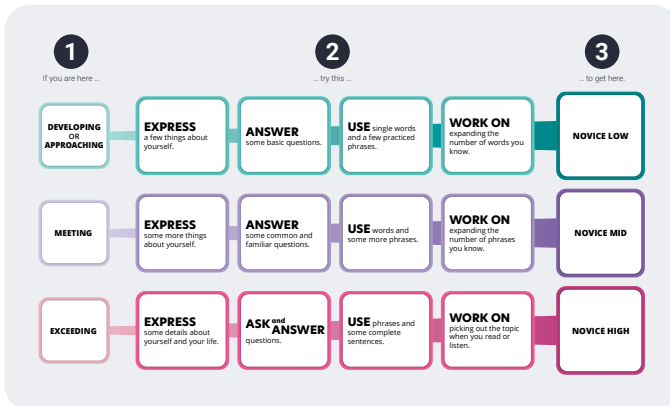 1
2
3
If you are here ...
... try this ...
... to get here.
DEVELOPING
OR
APPROACHING
EXPRESS
a few things about
yourself.
ANSWER
some basic questions.
USE single words
and a few practiced
phrases.
WORK ON
expanding the
number of words you
know.
NOVICE LOW
MEETING
EXPRESS
some more things
about yourself.
ANSWER
some common and
familiar questions.
USE words and
some more phrases.
WORK ON
expanding the
number of phrases
you know.
NOVICE MID
EXCEEDING
EXPRESS
some details about
yourself and your life.
ASK and
ANSWER
questions.
USE phrases and
some complete
sentences.
WORK ON
picking out the topic
when you read or
listen.
NOVICE HIGH